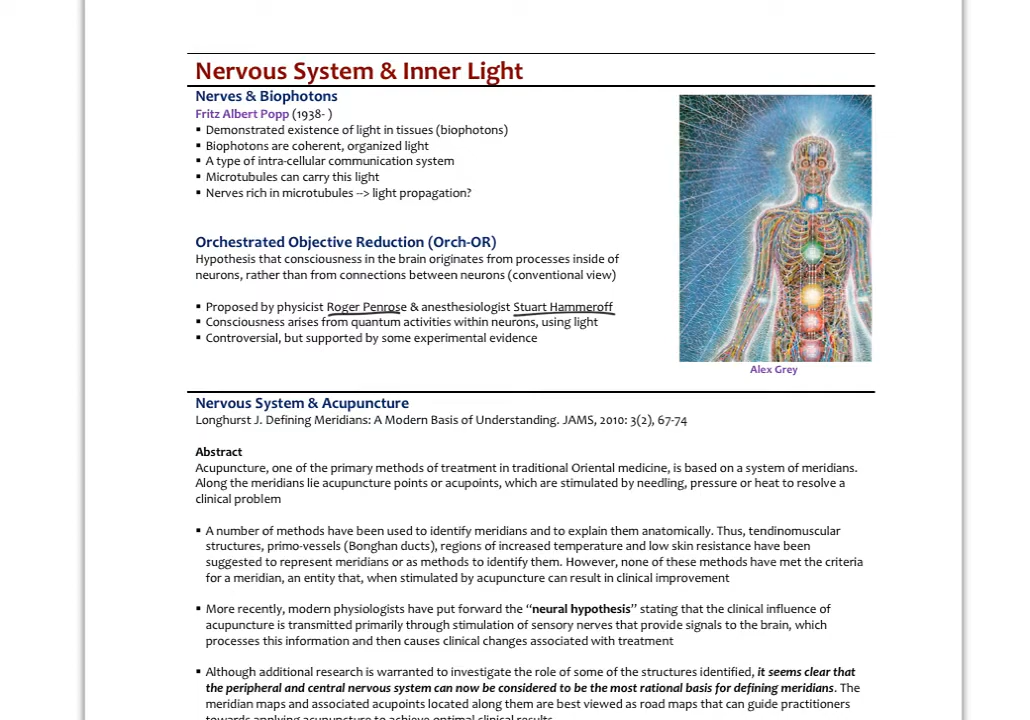 Nervous System & Inner Light
Nerves & Biophotons
Fritz Albert Popp (1938- )
▪ Demonstrated existence of light in tissues (biophotons)
▪ Biophotons are coherent, organized light
▪ A type of intra-cellular communication system
▪ Microtubules can carry this light
▪ Nerves rich in microtubules --> light propagation?
Orchestrated Objective Reduction (Orch-OR)
Hypothesis that consciousness in the brain originates from processes inside of
neurons, rather than from connections between neurons (conventional view)
▪ Proposed by physicist Roger Penrose & anesthesiologist Stuart Hammeroff
▪ Consciousness arises from quantum activities within neurons, using light
▪ Controversial, but supported by some experimental evidence
Alex Grey
Nervous System & Acupuncture
Longhurst J. Defining Meridians: A Modern Basis of Understanding. JAMS, 2010: 3(2), 67-74
Abstract
Acupuncture, one of the primary methods of treatment in traditional Oriental medicine, is based on a system of meridians.
Along the meridians lie acupuncture points or acupoints, which are stimulated by needling, pressure or heat to resolve a
clinical problem
▪ A number of methods have been used to identify meridians and to explain them anatomically. Thus, tendinomuscular
structures, primo-vessels (Bonghan ducts), regions of increased temperature and low skin resistance have been
suggested to represent meridians or as methods to identify them. However, none of these methods have met the criteria
for a meridian, an entity that, when stimulated by acupuncture can result in clinical improvement
▪ More recently, modern physiologists have put forward the “neural hypothesis” stating that the clinical influence of
acupuncture is transmitted primarily through stimulation of sensory nerves that provide signals to the brain, which
processes this information and then causes clinical changes associated with treatment
▪ Although additional research is warranted to investigate the role of some of the structures identified, it seems clear that
the peripheral and central nervous system can now be considered to be the most rational basis for defining meridians. The
meridian maps and associated acupoints located along them are best viewed as road maps that can guide practitioners
towards applying acupuncture to achieve optimal clinical results